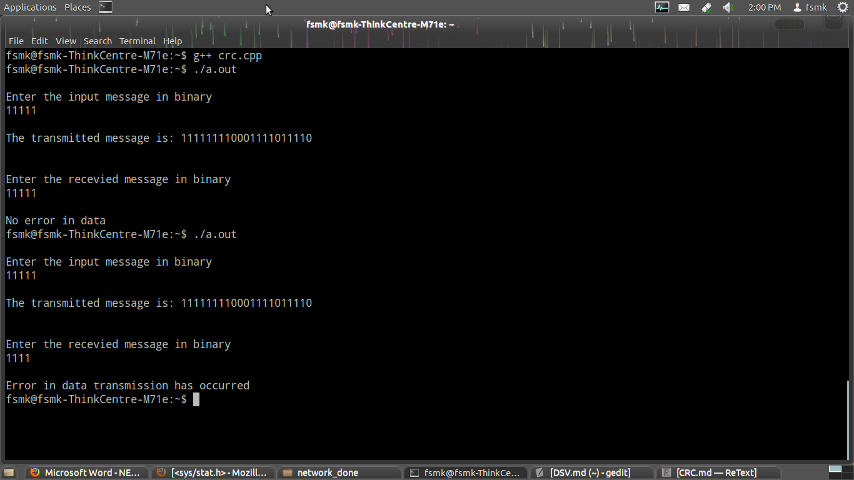 Applications Places 2:00 PM fsmk
fsmk@fsmk-ThinkCentre-M71e: ~
File Edit View Search Terminal Help
fsmk@fsmk-ThinkCentre-M71e:~$ g++ crc.cpp
fsmk@fsmk-ThinkCentre-M71e:~$ ./a.out
Enter the input message in binary
11111
The transmitted message is: 111111110001111011110
Enter the recevied message in binary
11111
No error in data
fsmk@fsmk-ThinkCentre-M71e:~$ ./a.out
Enter the input message in binary
11111
The transmitted message is: 111111110001111011110
Enter the recevied message in binary
1111
Error in data transmission has occurred
fsmk@fsmk-ThinkCentre-M71e:~$
Microsoft Word - NE... [<sys/stat.h> - Mozill... network_done fsmk@fsmk-ThinkCe... [DSV.md (~) - gedit] [CRC.md — ReText]